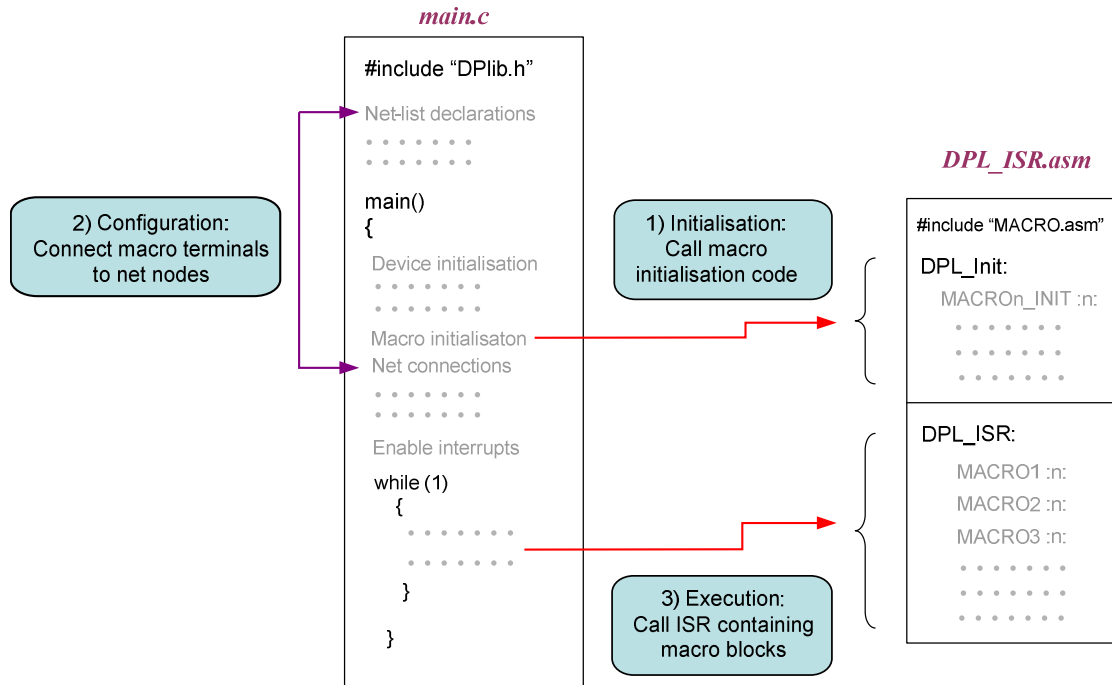 main.c
#include “DPlib.h”
Net-list declarations
main()
{
Device initialisation
Macro initialisaton
Net connections
Enable interrupts
while (1)
{
}
}
2) Configuration:
Connect macro terminals
to net nodes
1) Initialisation:
Call macro
initialisation code
3) Execution:
Call ISR containing
macro blocks
DPL_ISR.asm
#include “MACRO.asm”
DPL_Init:
MACROn_INIT :n:
DPL_ISR:
MACRO1 :n:
MACRO2 :n:
MACRO3 :n: